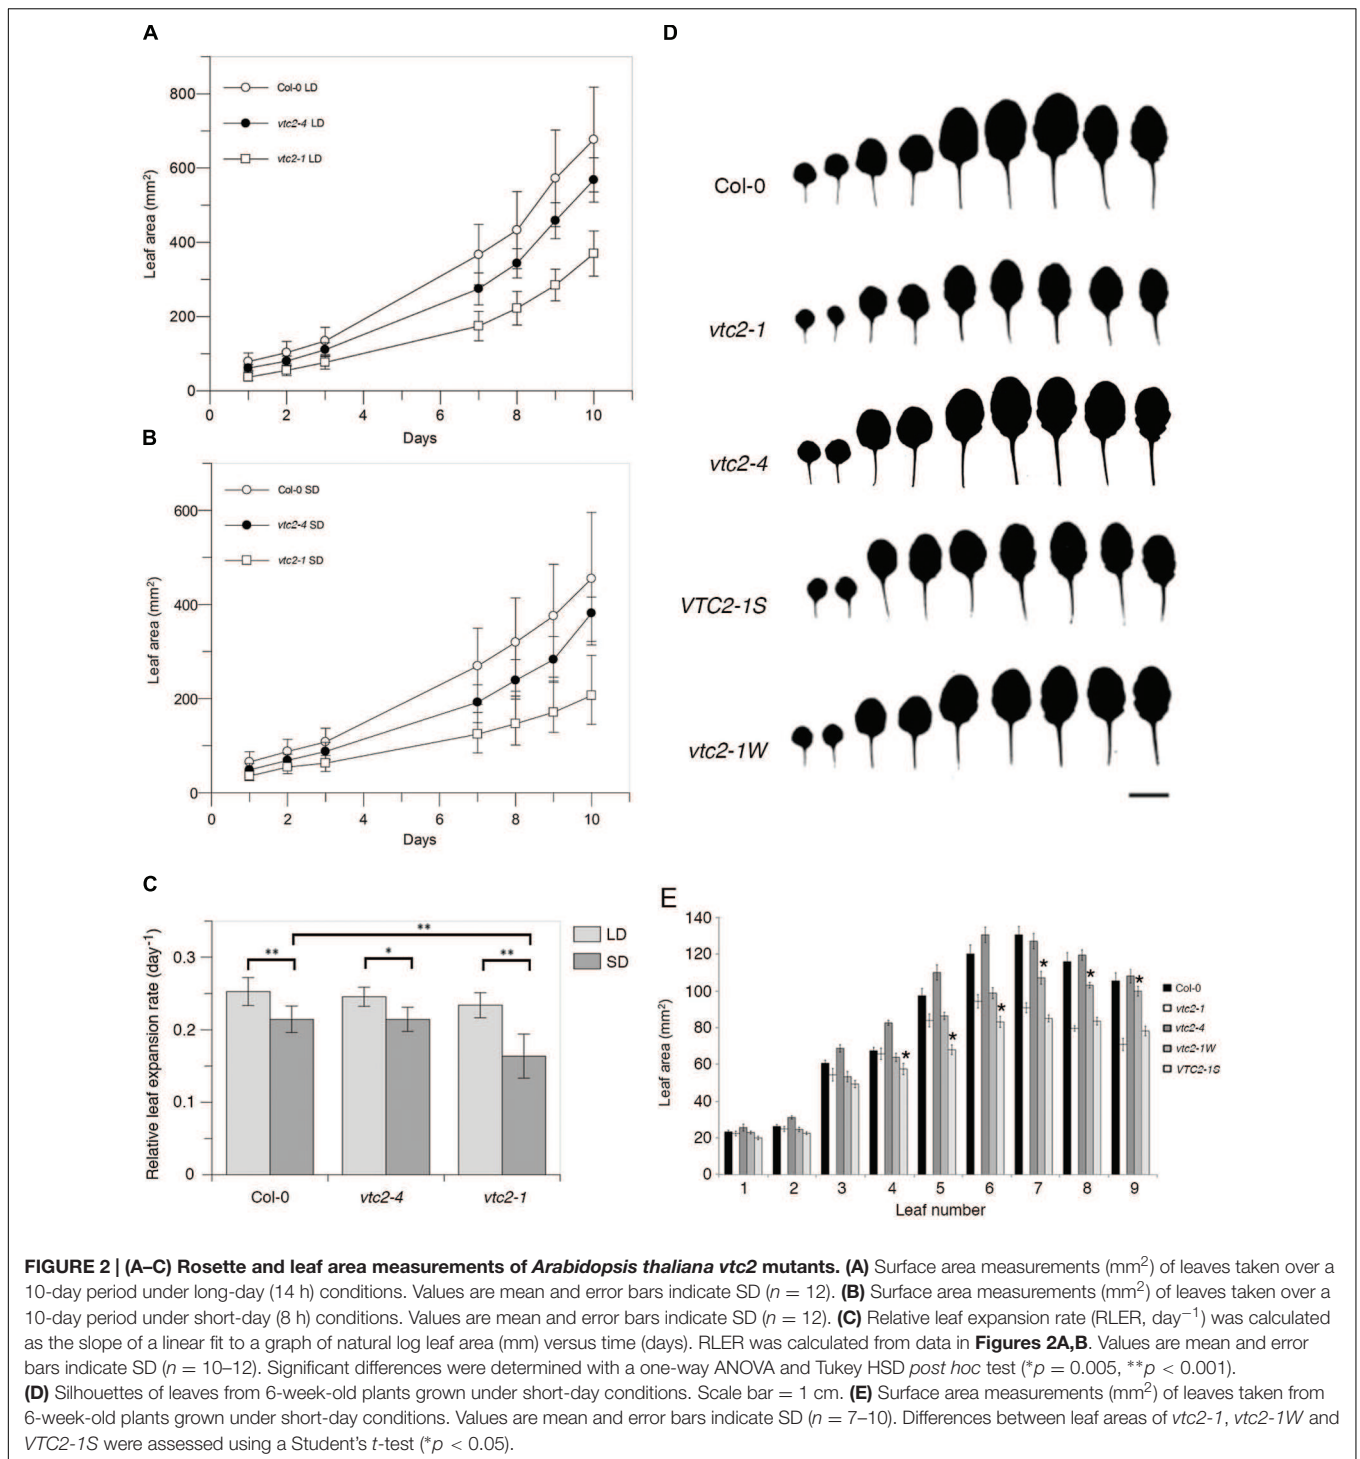 A
Col-0 LD
vtc2-4 LD
vtc2-1 LD
Leaf area (mm²)
800
600
400
200
0
0 2 4 6 8 10
Days
B
Col-0 SD
vtc2-4 SD
vtc2-1 SD
Leaf area (mm²)
600
400
200
0
0 2 4 6 8 10
Days
C
Relative leaf expansion rate (day⁻¹)
0.3
0.2
0.1
0
** * ** **
LD
SD
Col-0 vtc2-4 vtc2-1
D
Col-0
vtc2-1
vtc2-4
VTC2-1S
vtc2-1W
E
Leaf area (mm²)
140
120
100
80
60
40
20
0
* * * * * *
1 2 3 4 5 6 7 8 9
Leaf number
Col-0
vtc2-1
vtc2-4
vtc2-1W
VTC2-1S
FIGURE 2 | (A–C) Rosette and leaf area measurements of Arabidopsis thaliana vtc2 mutants. (A) Surface area measurements (mm²) of leaves taken over a
10-day period under long-day (14 h) conditions. Values are mean and error bars indicate SD (n = 12). (B) Surface area measurements (mm²) of leaves taken over a
10-day period under short-day (8 h) conditions. Values are mean and error bars indicate SD (n = 12). (C) Relative leaf expansion rate (RLER, day⁻¹) was calculated
as the slope of a linear fit to a graph of natural log leaf area (mm) versus time (days). RLER was calculated from data in Figures 2A,B. Values are mean and error
bars indicate SD (n = 10–12). Significant differences were determined with a one-way ANOVA and Tukey HSD post hoc test (*p = 0.005, **p < 0.001).
(D) Silhouettes of leaves from 6-week-old plants grown under short-day conditions. Scale bar = 1 cm. (E) Surface area measurements (mm²) of leaves taken from
6-week-old plants grown under short-day conditions. Values are mean and error bars indicate SD (n = 7–10). Differences between leaf areas of vtc2-1, vtc2-1W and
VTC2-1S were assessed using a Student's t-test (*p < 0.05).